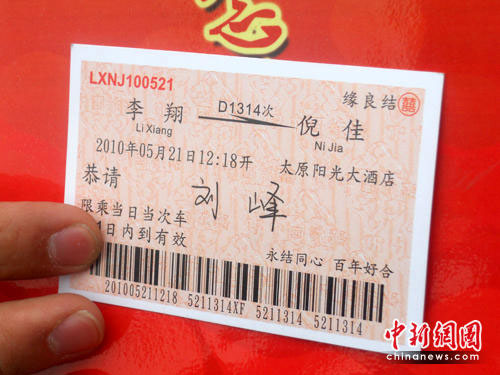 LXNJ100521
李翔 D1314次 倪佳 缘良结 囍
Li Xiang Ni Jia
2010年05月21日12:18开 太原阳光大酒店
恭请 刘峰
限乘当日当次车
1日内到有效
永结同心 百年好合
201005211218 5211314XF 5211314 5211314
中新網圖
chinanews.com